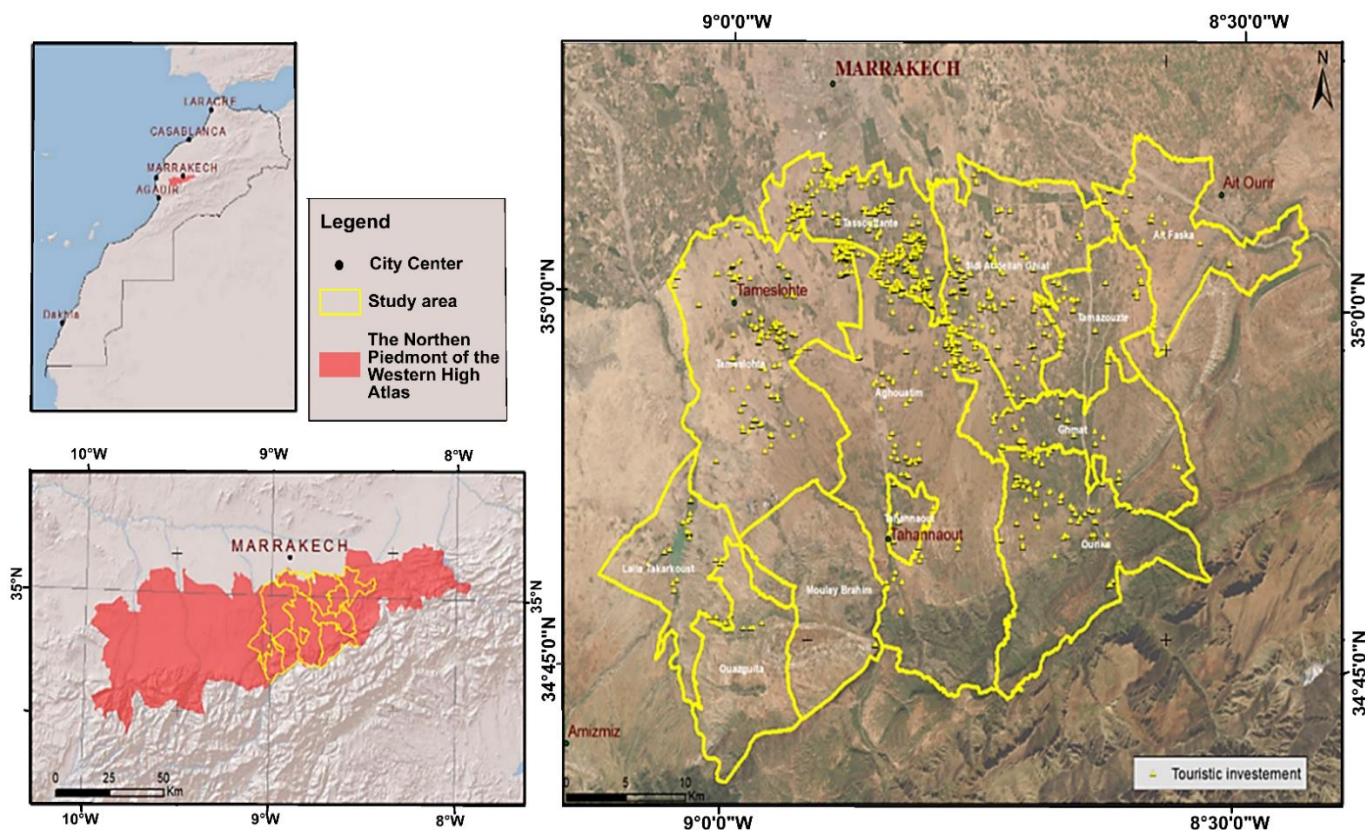 LARACHE
CASABLANCA
MARRAKECH
AGADIR
Dakhla
Legend
City Center
Study area
The Northen
Piedmont of the
Western High
Atlas
10°W
9°W
8°W
MARRAKECH
35°N
35°N
0 25 50
Km
10°W
9°W
8°W
9°0'0"W
8°30'0"W
N
MARRAKECH
Ait Ourir
Tassoultante
Ait Faska
Sidi Abdellah Ghiat
35°0'0"N
35°0'0"N
Tameslohte
Tamazouzte
Tameslohte
Aghouatim
Ghmat
Tahannaout
Tahannaout
Ourika
Lalla Takarkoust
Moulay Brahim
34°45'0"N
34°45'0"N
Ouazguita
Amizmiz
0 5 10
Km
Touristic investement
9°0'0"W
8°30'0"W